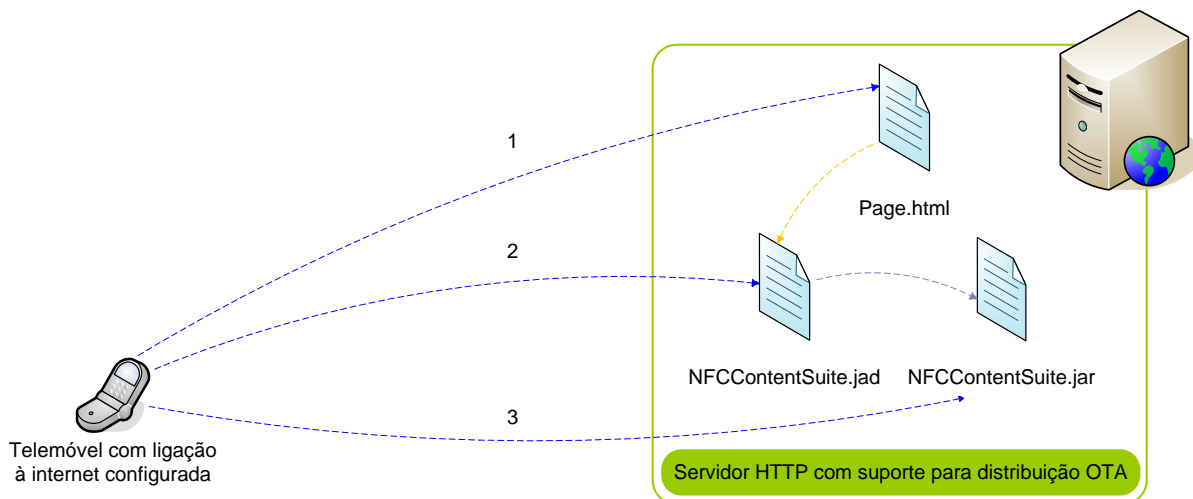 1
Page.html
2
NFCContentSuite.jad
NFCContentSuite.jar
3
Telemóvel com ligação
à internet configurada
Servidor HTTP com suporte para distribuição OTA